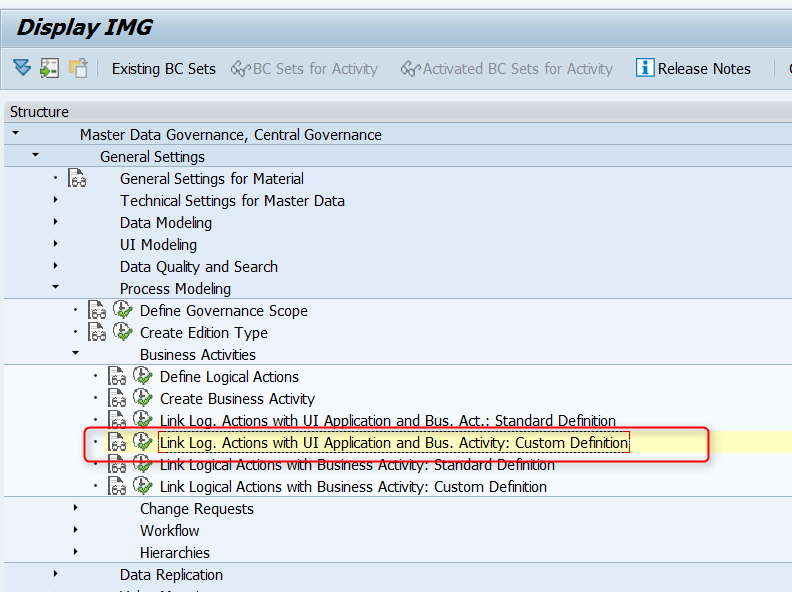 Display IMG
Existing BC Sets BC Sets for Activity Activated BC Sets for Activity Release Notes
Structure
Master Data Governance, Central Governance
General Settings
General Settings for Material
Technical Settings for Master Data
Data Modeling
UI Modeling
Data Quality and Search
Process Modeling
Define Governance Scope
Create Edition Type
Business Activities
Define Logical Actions
Create Business Activity
Link Log. Actions with UI Application and Bus. Act.: Standard Definition
Link Log. Actions with UI Application and Bus. Activity: Custom Definition
Link Logical Actions with Business Activity: Standard Definition
Link Logical Actions with Business Activity: Custom Definition
Change Requests
Workflow
Hierarchies
Data Replication